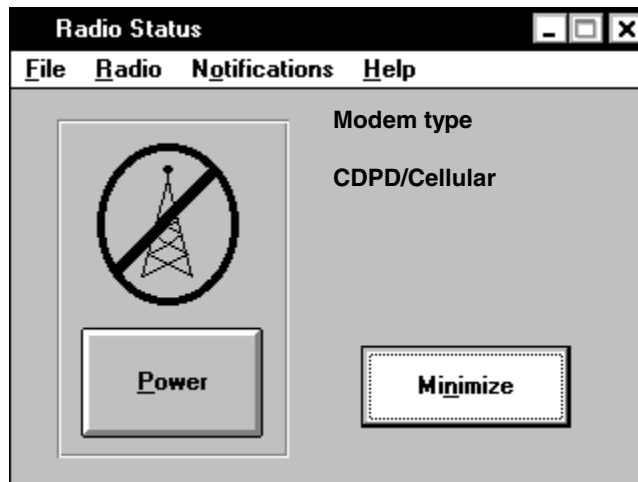 Radio Status
File Radio Notifications Help
Modem type
CDPD/Cellular
Power
Minimize